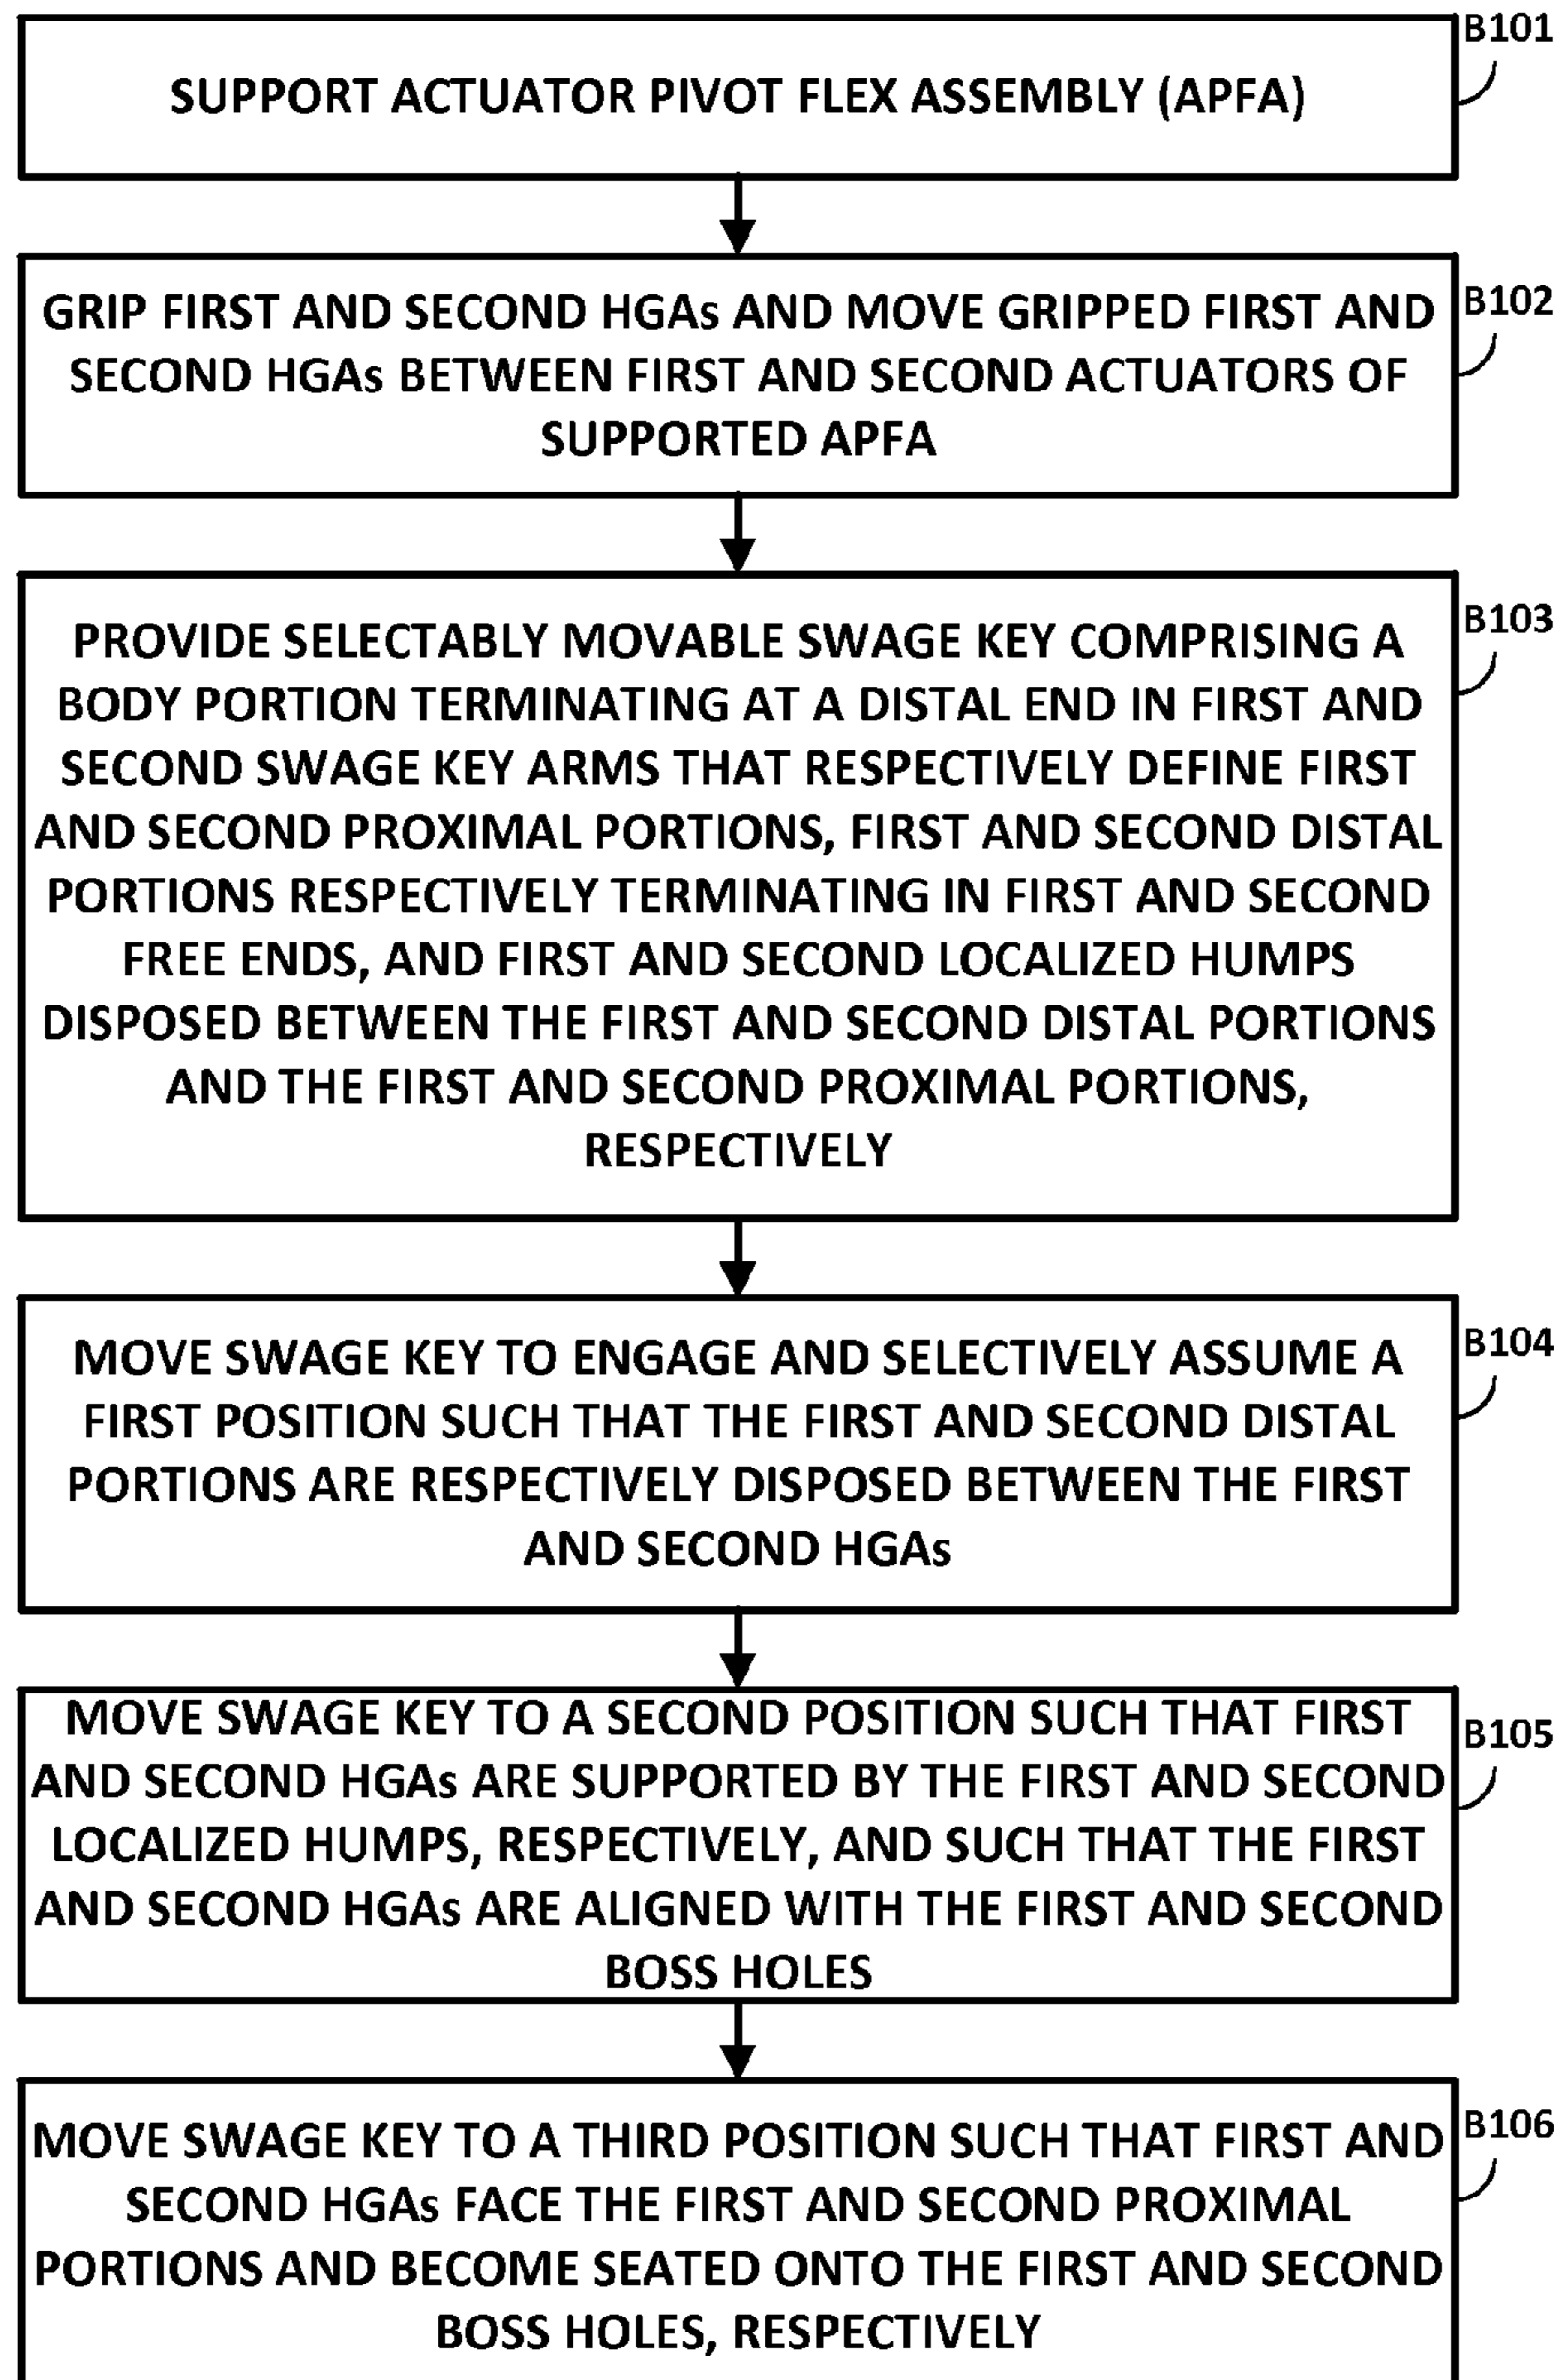 B101
SUPPORT ACTUATOR PIVOT FLEX ASSEMBLY (APFA)
B102
GRIP FIRST AND SECOND HGAs AND MOVE GRIPPED FIRST AND
SECOND HGAs BETWEEN FIRST AND SECOND ACTUATORS OF
SUPPORTED APFA
B103
PROVIDE SELECTABLY MOVABLE SWAGE KEY COMPRISING A
BODY PORTION TERMINATING AT A DISTAL END IN FIRST AND
SECOND SWAGE KEY ARMS THAT RESPECTIVELY DEFINE FIRST
AND SECOND PROXIMAL PORTIONS, FIRST AND SECOND DISTAL
PORTIONS RESPECTIVELY TERMINATING IN FIRST AND SECOND
FREE ENDS, AND FIRST AND SECOND LOCALIZED HUMPS
DISPOSED BETWEEN THE FIRST AND SECOND DISTAL PORTIONS
AND THE FIRST AND SECOND PROXIMAL PORTIONS,
RESPECTIVELY
B104
MOVE SWAGE KEY TO ENGAGE AND SELECTIVELY ASSUME A
FIRST POSITION SUCH THAT THE FIRST AND SECOND DISTAL
PORTIONS ARE RESPECTIVELY DISPOSED BETWEEN THE FIRST
AND SECOND HGAs
B105
MOVE SWAGE KEY TO A SECOND POSITION SUCH THAT FIRST
AND SECOND HGAs ARE SUPPORTED BY THE FIRST AND SECOND
LOCALIZED HUMPS, RESPECTIVELY, AND SUCH THAT THE FIRST
AND SECOND HGAs ARE ALIGNED WITH THE FIRST AND SECOND
BOSS HOLES
B106
MOVE SWAGE KEY TO A THIRD POSITION SUCH THAT FIRST AND
SECOND HGAs FACE THE FIRST AND SECOND PROXIMAL
PORTIONS AND BECOME SEATED ONTO THE FIRST AND SECOND
BOSS HOLES, RESPECTIVELY